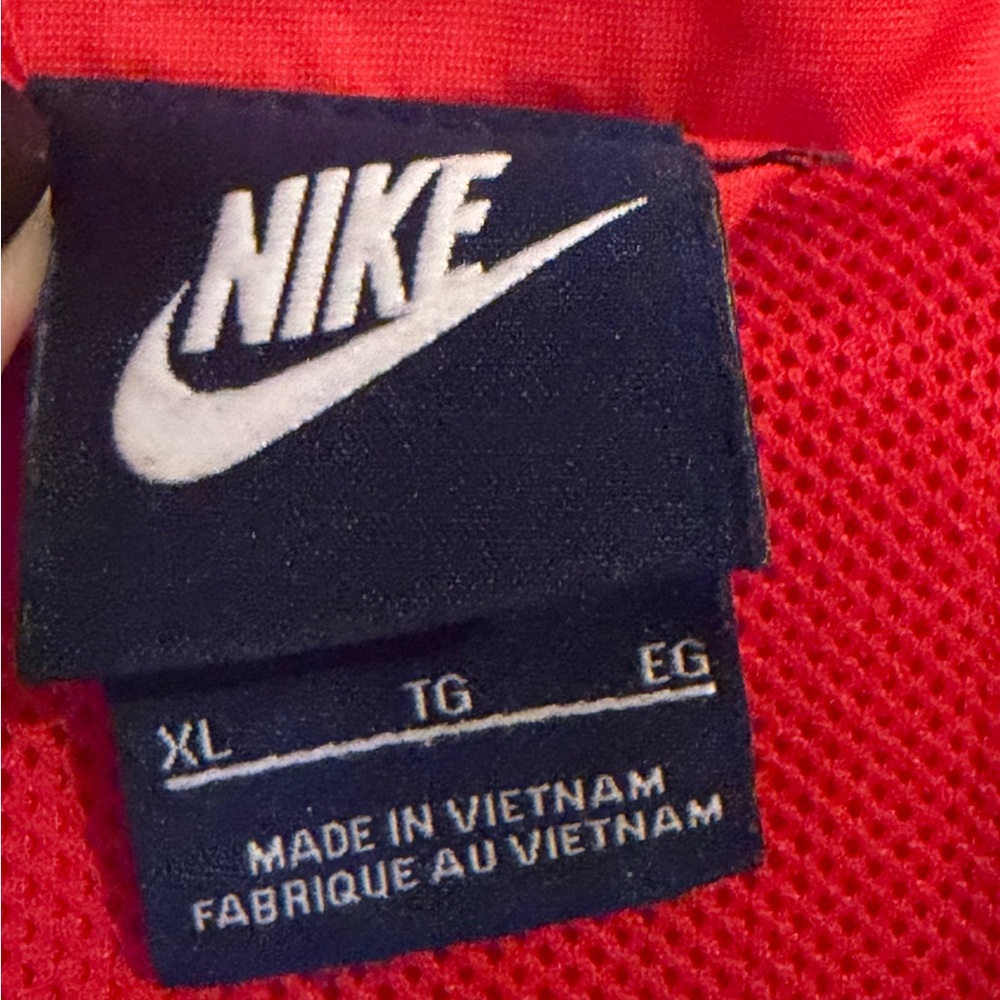 NIKE
XL TG EG
MADE IN VIETNAM
FABRIQUE AU VIETNAM